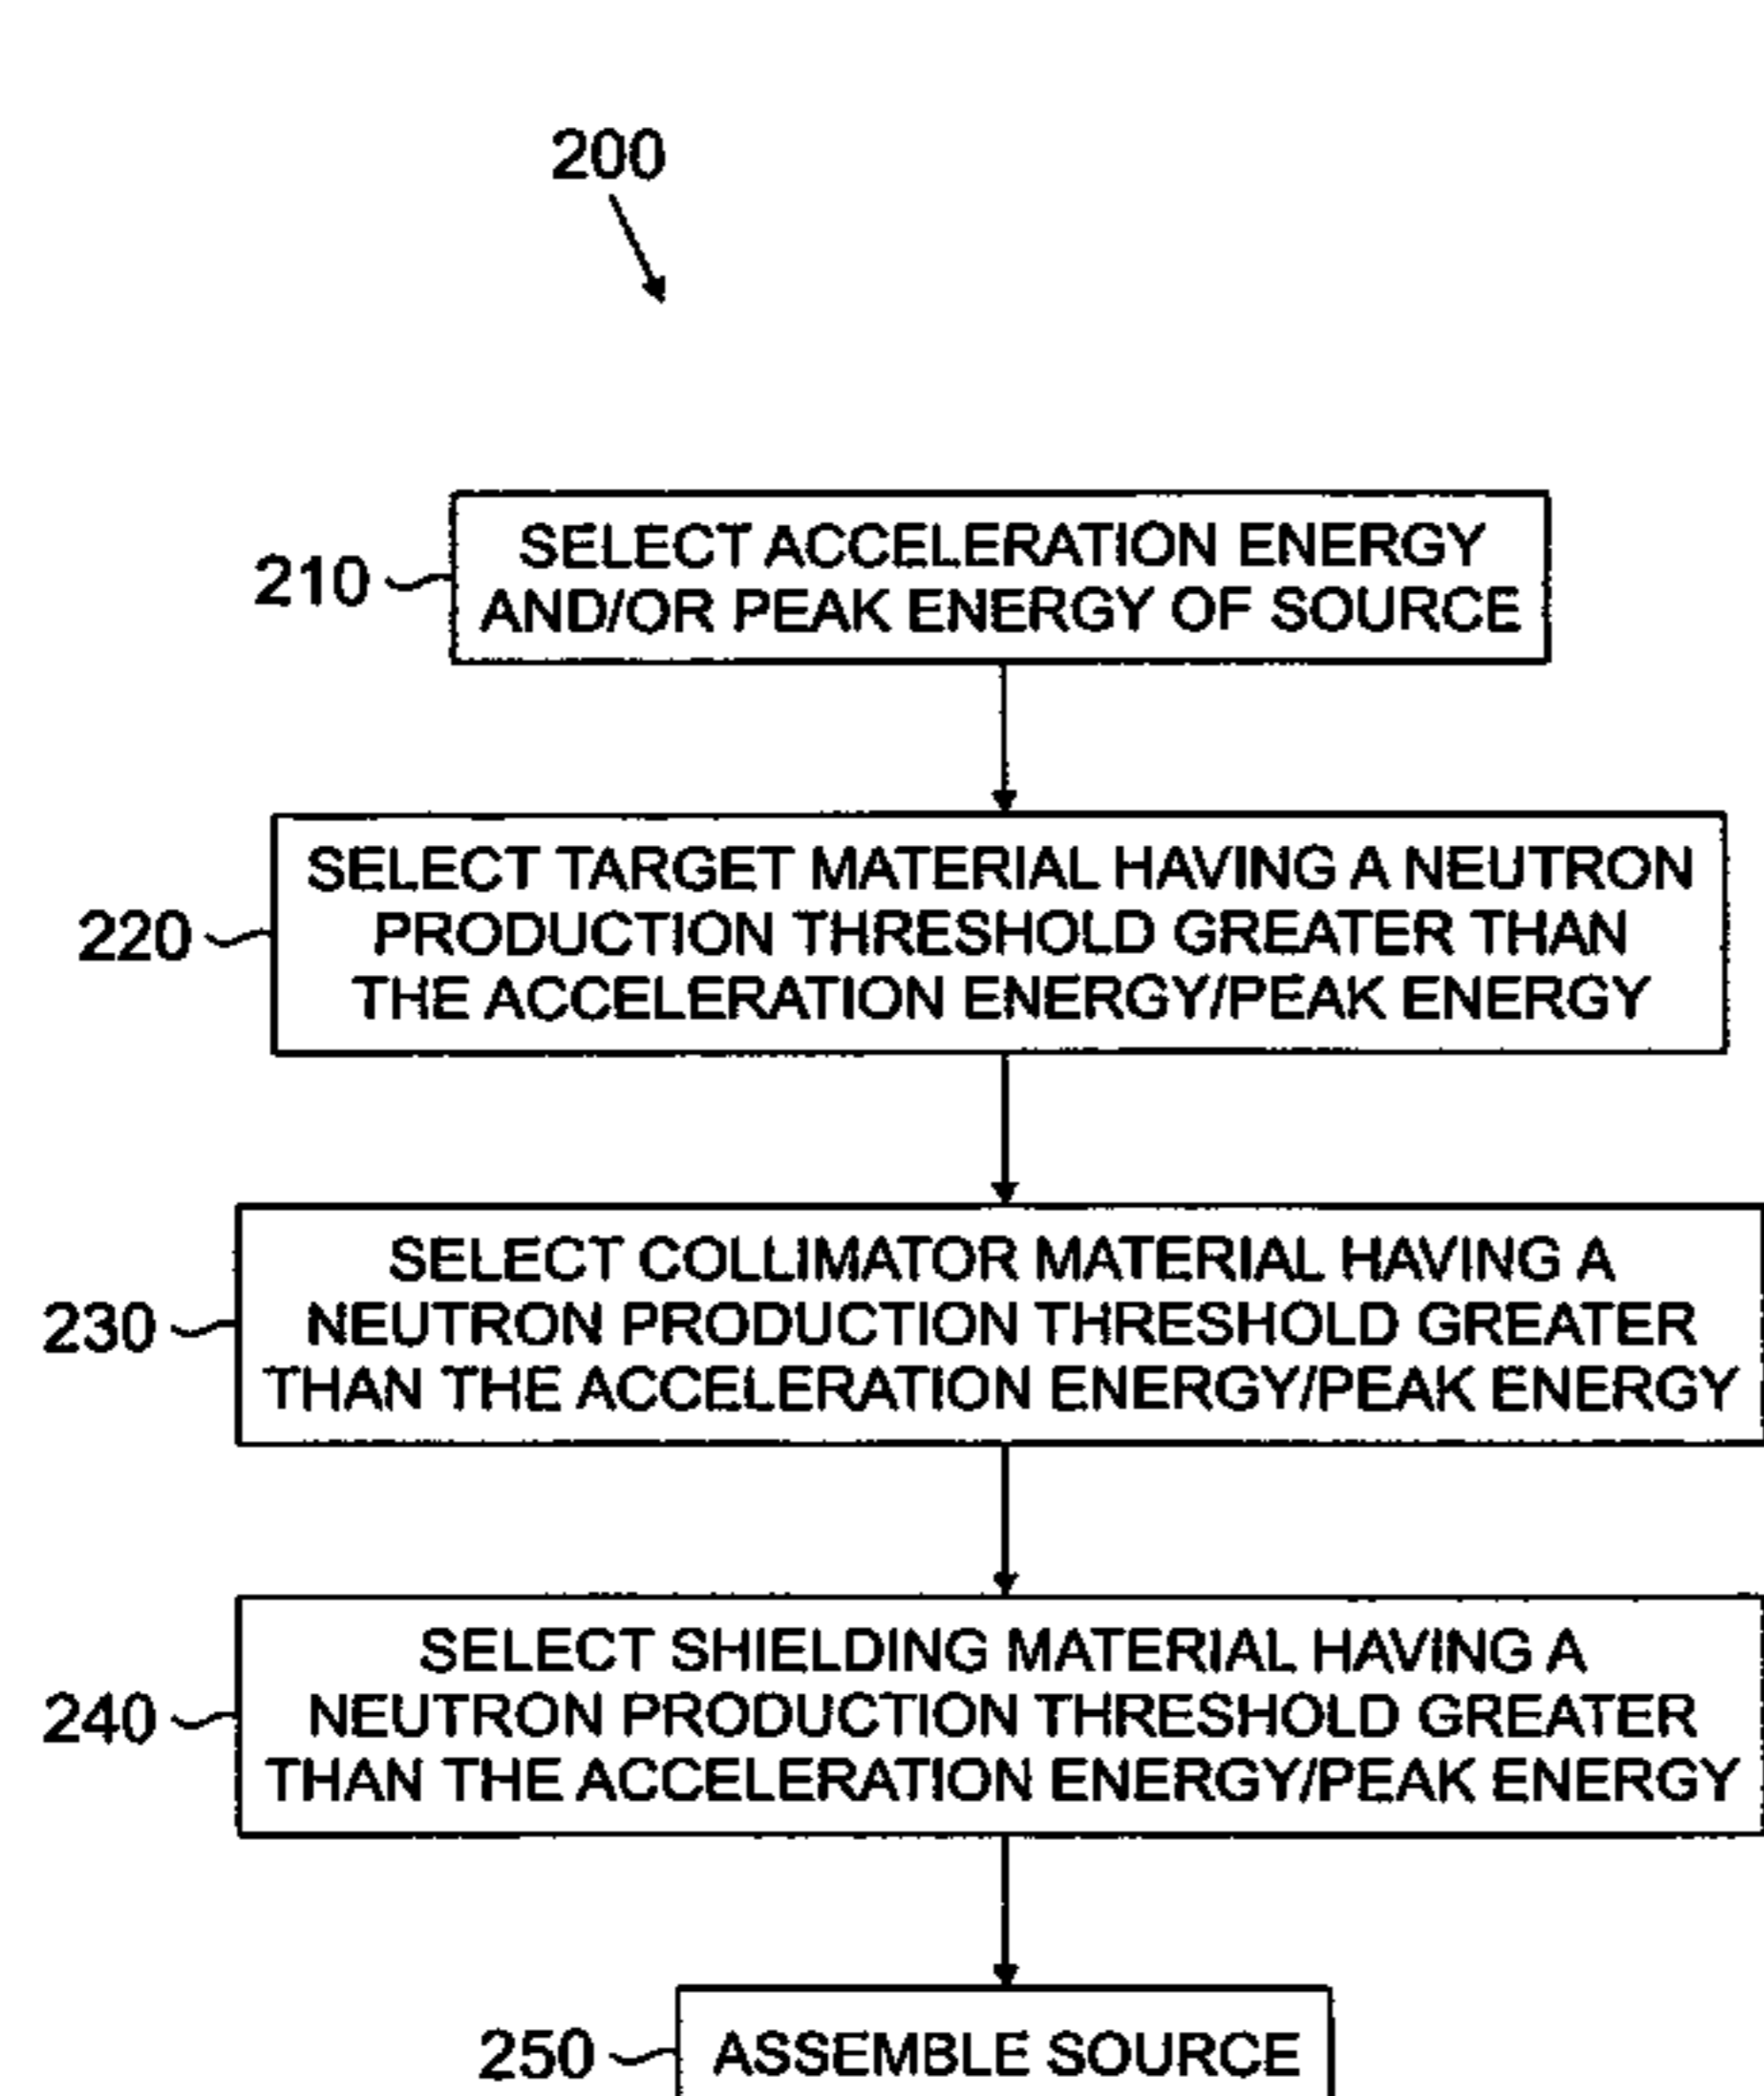 200
210
SELECT ACCELERATION ENERGY
AND/OR PEAK ENERGY OF SOURCE
220
SELECT TARGET MATERIAL HAVING A NEUTRON
PRODUCTION THRESHOLD GREATER THAN
THE ACCELERATION ENERGY/PEAK ENERGY
230
SELECT COLLIMATOR MATERIAL HAVING A
NEUTRON PRODUCTION THRESHOLD GREATER
THAN THE ACCELERATION ENERGY/PEAK ENERGY
240
SELECT SHIELDING MATERIAL HAVING A
NEUTRON PRODUCTION THRESHOLD GREATER
THAN THE ACCELERATION ENERGY/PEAK ENERGY
250
ASSEMBLE SOURCE